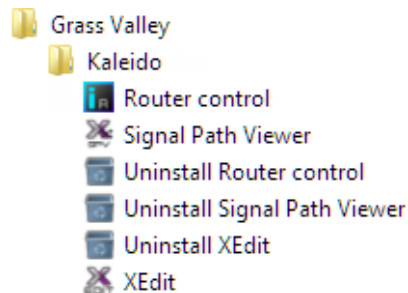 Grass Valley
Kaleido
Router control
Signal Path Viewer
Uninstall Router control
Uninstall Signal Path Viewer
Uninstall XEdit
XEdit